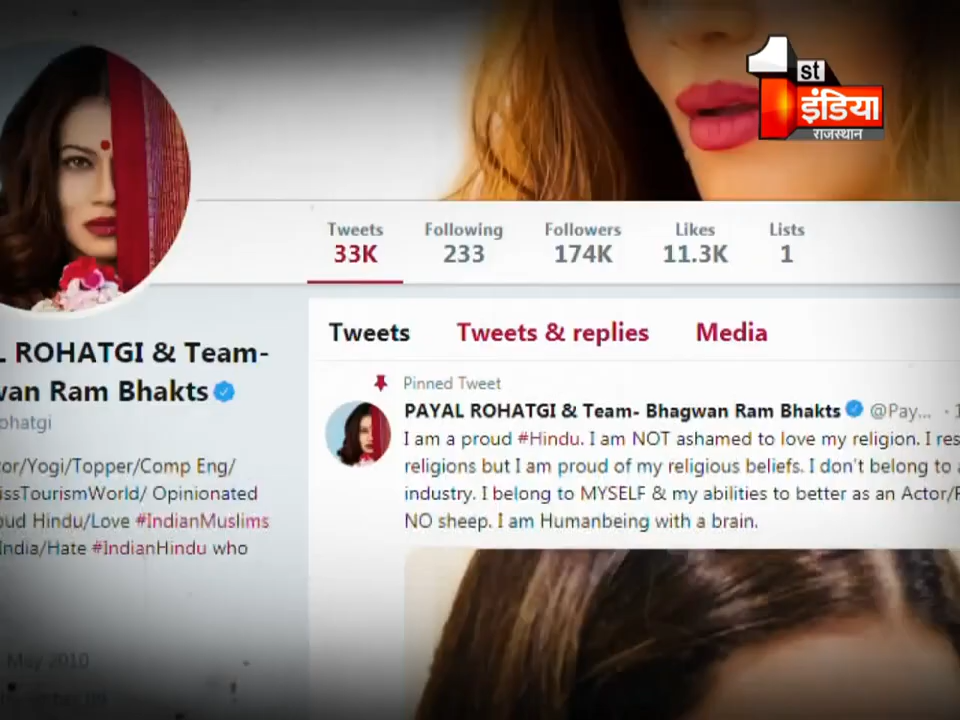 1st
इंडिया
राजस्थान
Tweets Following Followers Likes Lists
33K 233 174K 11.3K 1
Tweets Tweets & replies Media
L ROHATGI & Team-
wan Ram Bhakts
ohatgi
tor/Yogi/Topper/Comp Eng/
issTourismWorld/ Opinionated
oud Hindu/Love #IndianMuslims
India/Hate #IndianHindu who
May 2010
Pinned Tweet
PAYAL ROHATGI & Team- Bhagwan Ram Bhakts @Pay... · 1
I am a proud #Hindu. I am NOT ashamed to love my religion. I res
religions but I am proud of my religious beliefs. I don't belong to a
industry. I belong to MYSELF & my abilities to better as an Actor/P
NO sheep. I am Humanbeing with a brain.